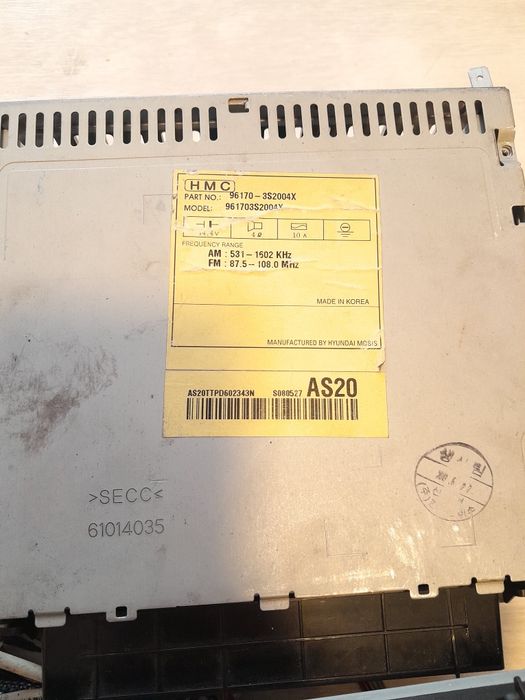 HMC
PART NO.: 96170-3S2004X
MODEL: 961703S2004X
14.4V 4Ω 10A
FREQUENCY RANGE
AM : 531-1602 KHz
FM : 87.5-108.0 MHz
MADE IN KOREA
MANUFACTURED BY HYUNDAI MOBIS
AS20TTPD602343N S080527 AS20
>SECC<
61014035